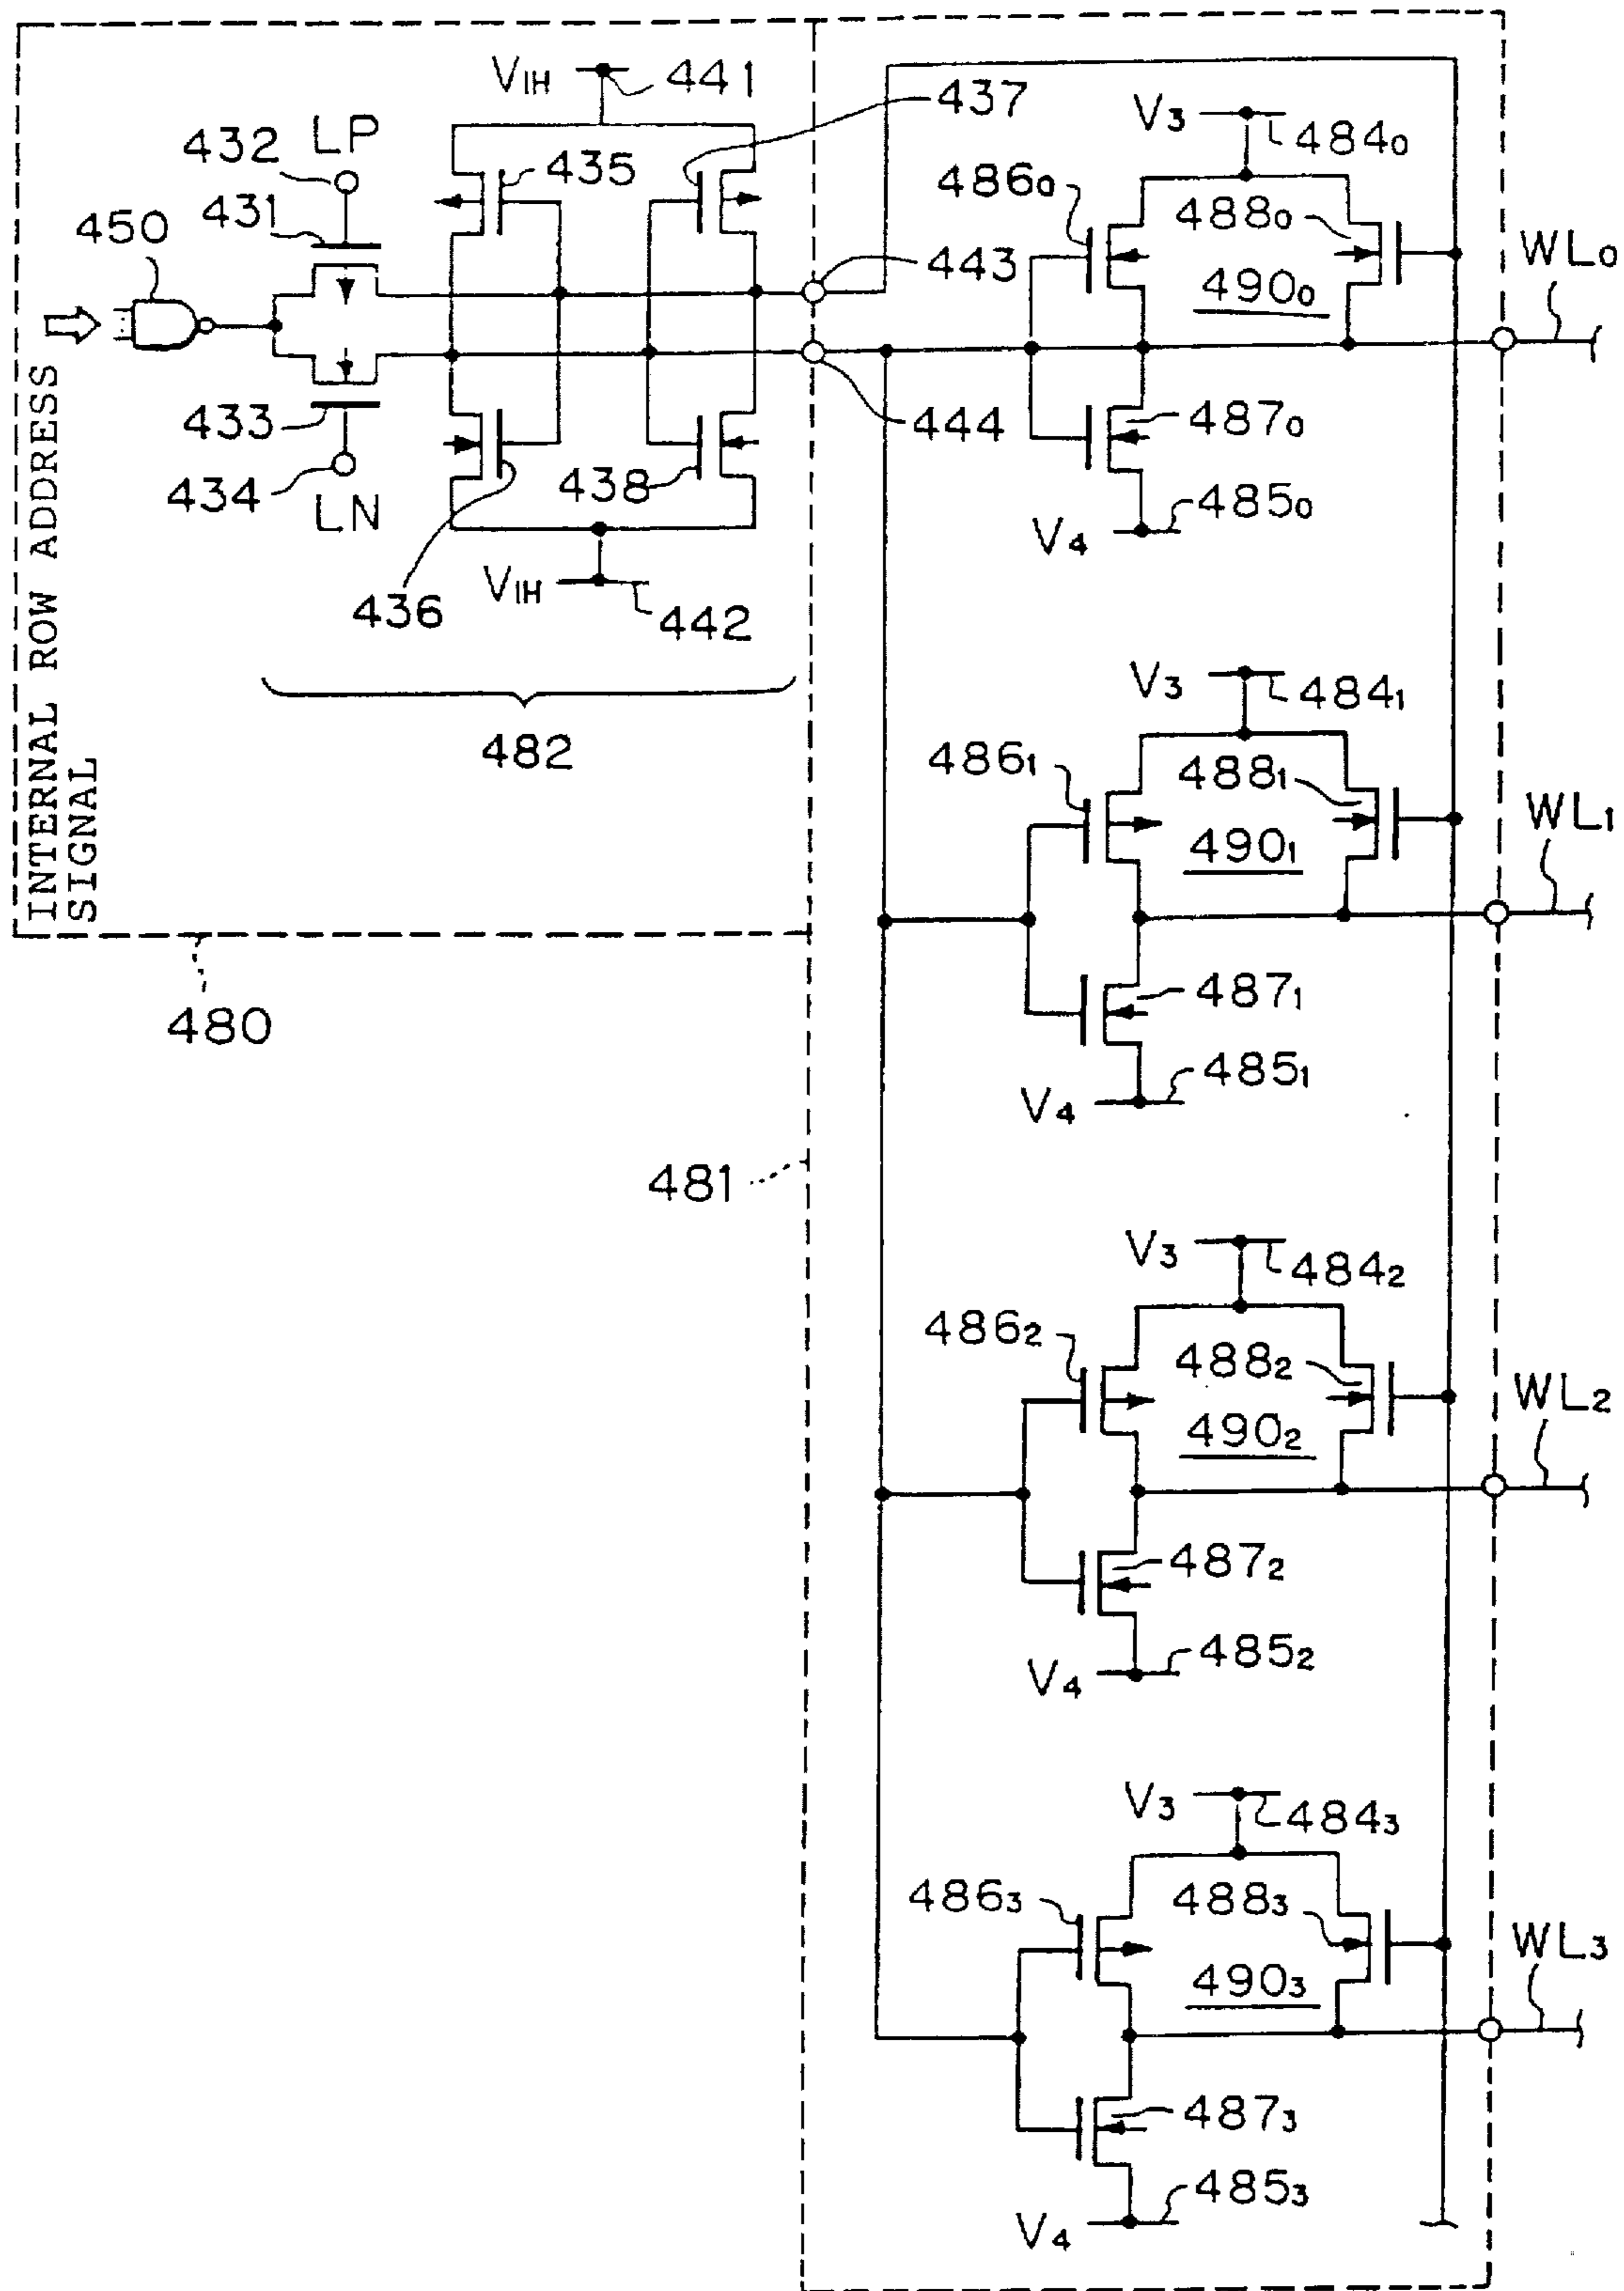 INTERNAL ROW ADDRESS
SIGNAL
450
432
LP
431
433
434
LN
VIH
441
435
437
436
438
VIH
442
482
443
444
480
481
V3
4840
4860
4880
4900
4870
V4
4850
WL0
V3
4841
4861
4881
4901
4871
V4
4851
WL1
V3
4842
4862
4882
4902
4872
V4
4852
WL2
V3
4843
4863
4883
4903
4873
V4
4853
WL3